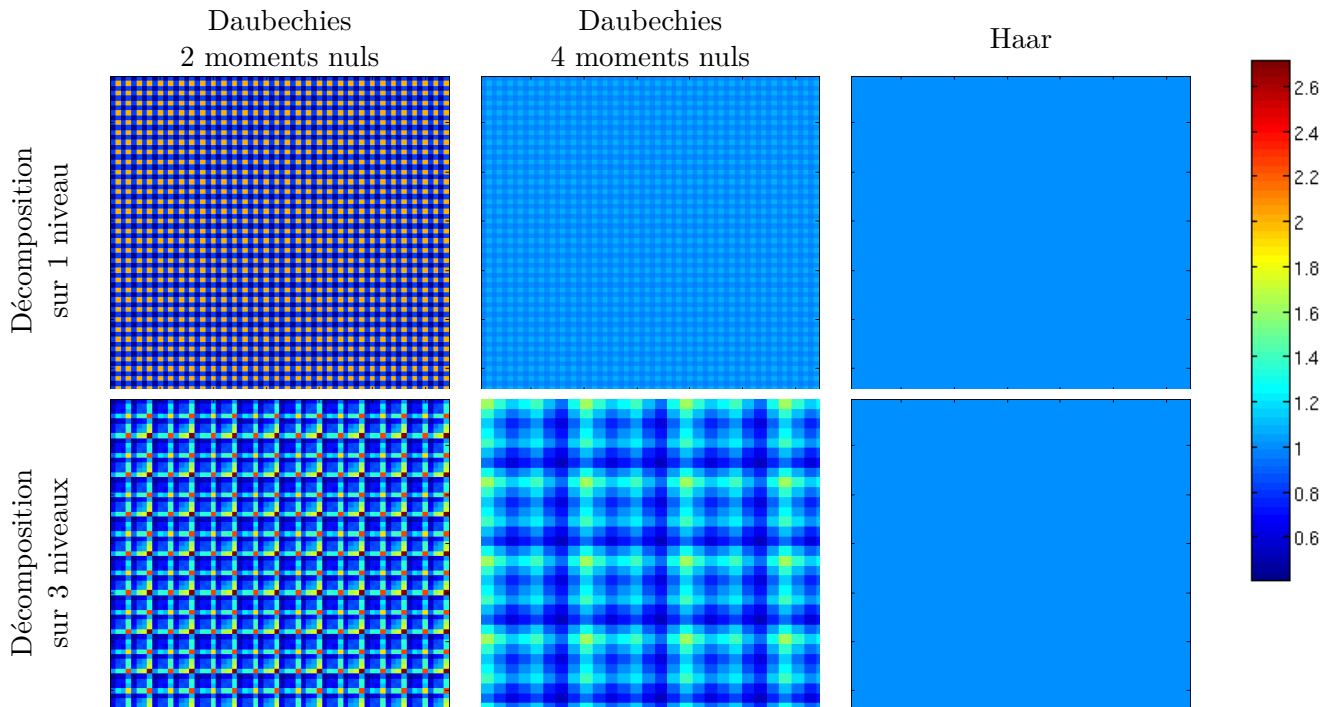 Daubechies
2 moments nuls
Daubechies
4 moments nuls
Haar
Décomposition
sur 1 niveau
Décomposition
sur 3 niveaux
2.6
2.4
2.2
2
1.8
1.6
1.4
1.2
1
0.8
0.6